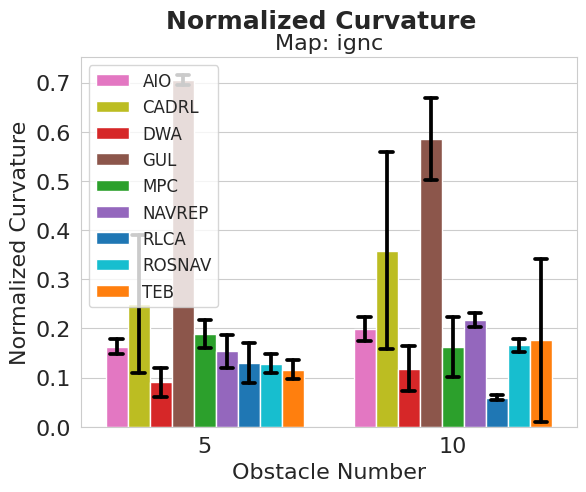 Normalized Curvature
Map: ignc
Normalized Curvature
0.7
0.6
0.5
0.4
0.3
0.2
0.1
0.0
AIO
CADRL
DWA
GUL
MPC
NAVREP
RLCA
ROSNAV
TEB
5
10
Obstacle Number